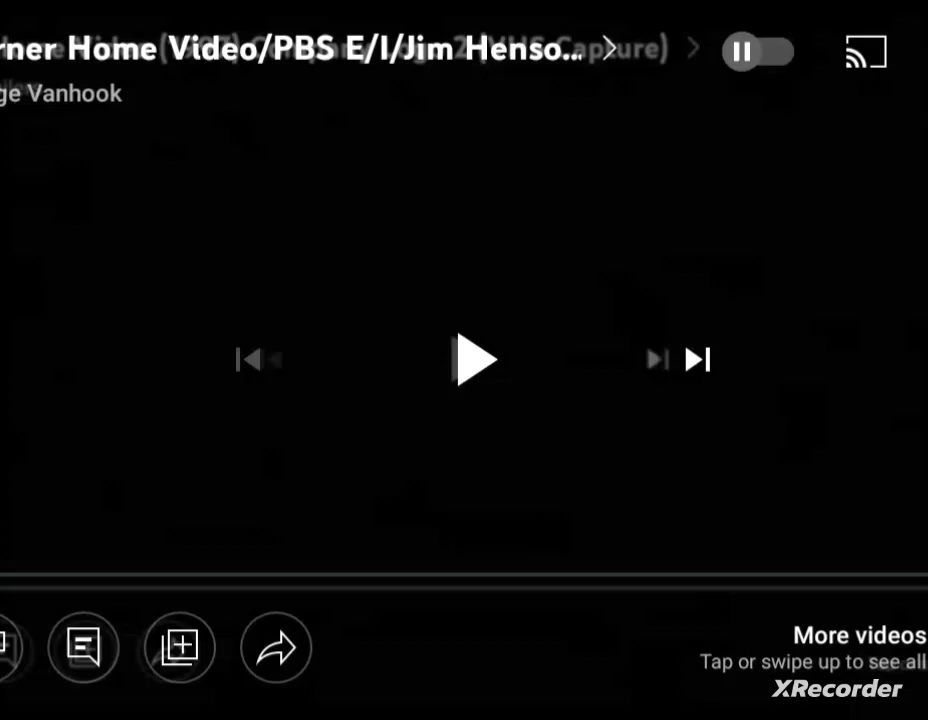 rner Home Video/PBS E/I/Jim Henso...
ge Vanhook
More videos
Tap or swipe up to see all
XRecorder